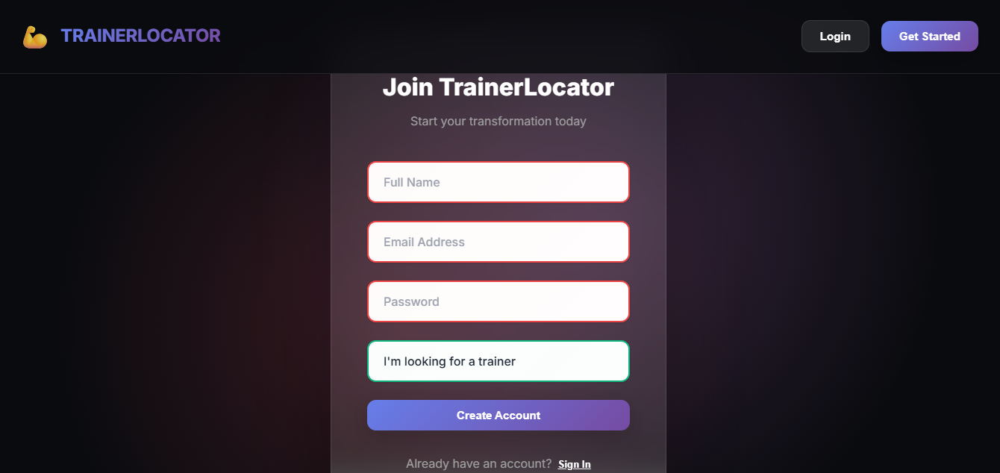 TRAINERLOCATOR
Login
Get Started
Join TrainerLocator
Start your transformation today
Full Name
Email Address
Password
I'm looking for a trainer
Create Account
Already have an account? Sign In